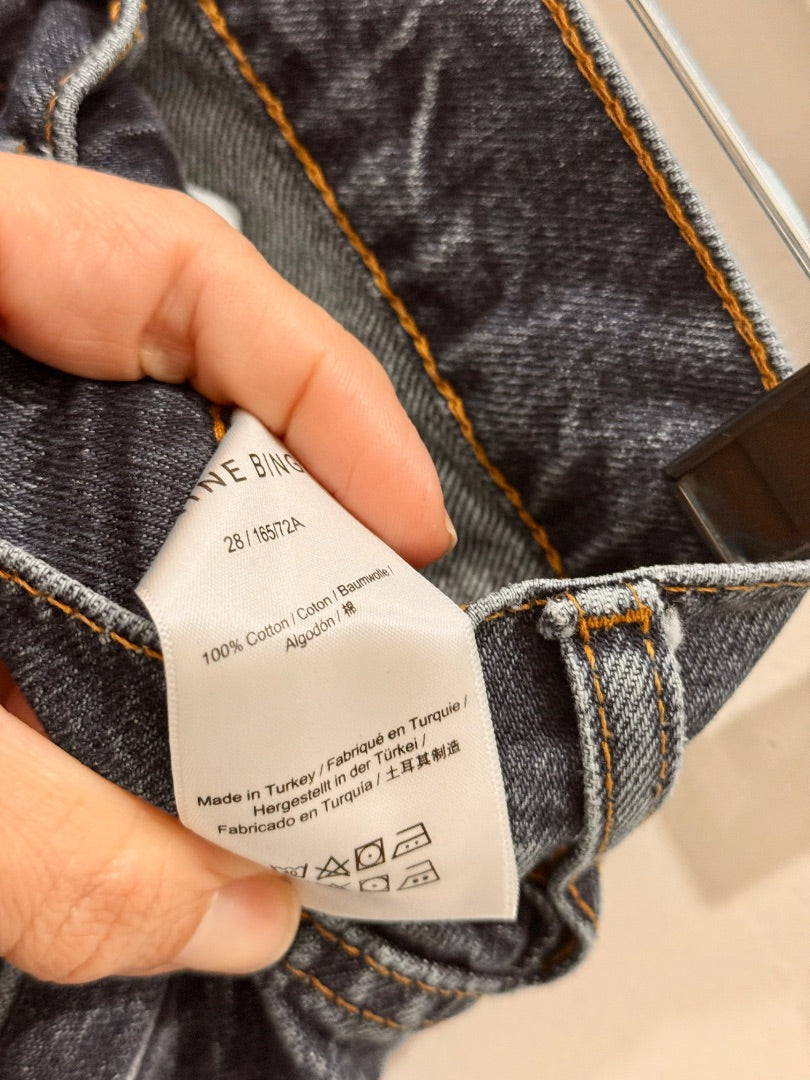 INE BING
28 / 165/72A
100% Cotton / Coton / Baumwolle /
Algodón / 棉
Made in Turkey / Fabriqué en Turquie /
Hergestellt in der Türkei /
Fabricado en Turquía / 土耳其制造